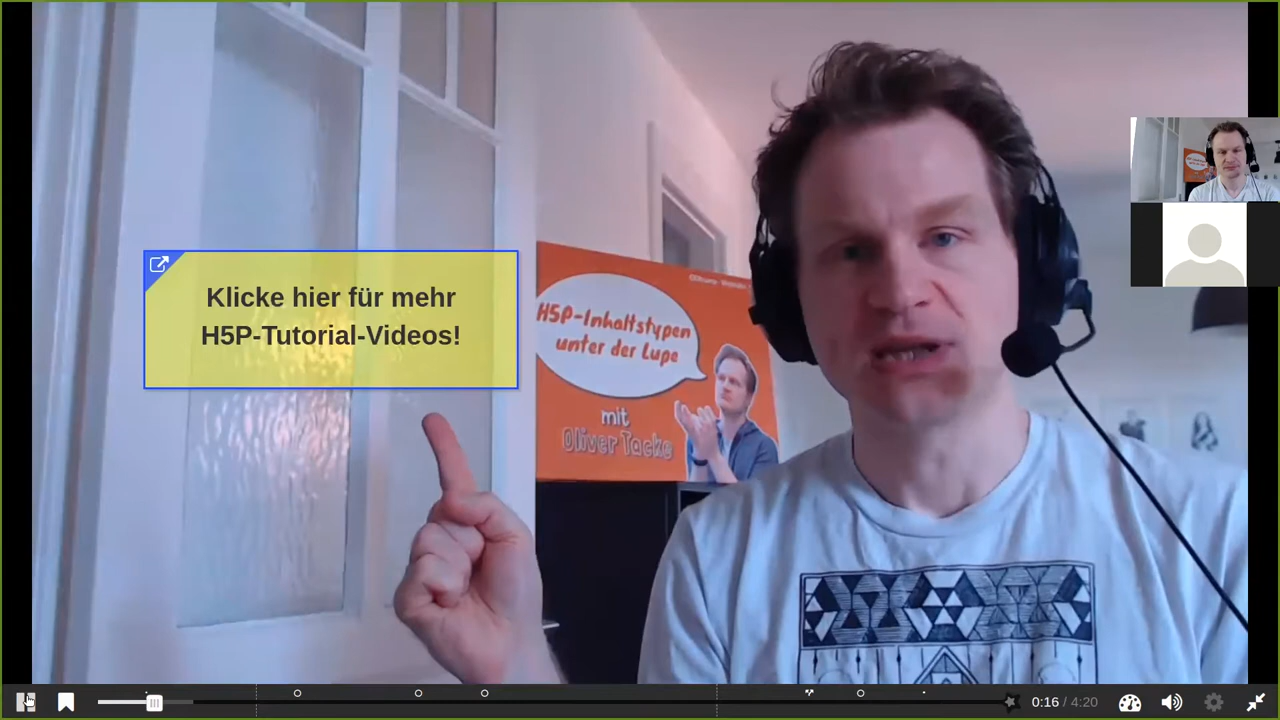 Klicke hier für mehr
H5P-Tutorial-Videos!
H5P-Inhaltstypen
unter der Lupe
mit
Oliver Tacke
0:16 / 4:20